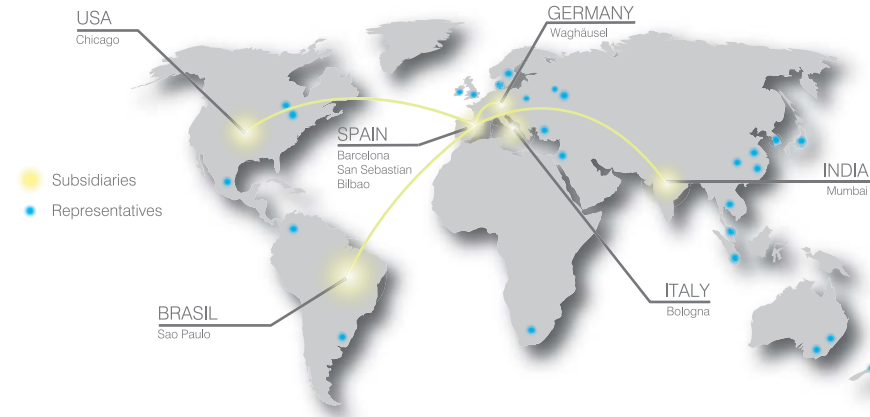 USA
Chicago
GERMANY
Waghäusel
SPAIN
Barcelona
San Sebastian
Bilbao
INDIA
Mumbai
Subsidiaries
Representatives
ITALY
Bologna
BRASIL
Sao Paulo